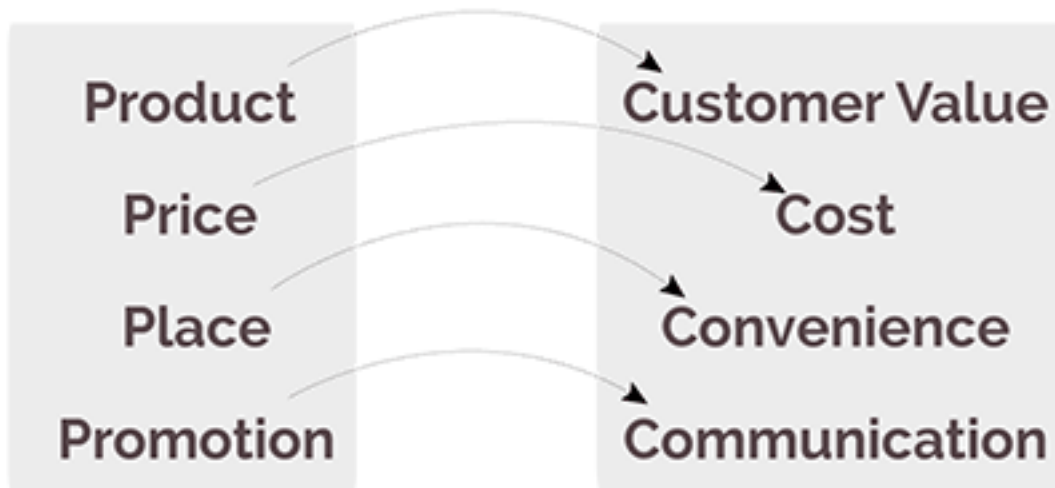 Product
Customer Value
Price
Cost
Place
Convenience
Promotion
Communication